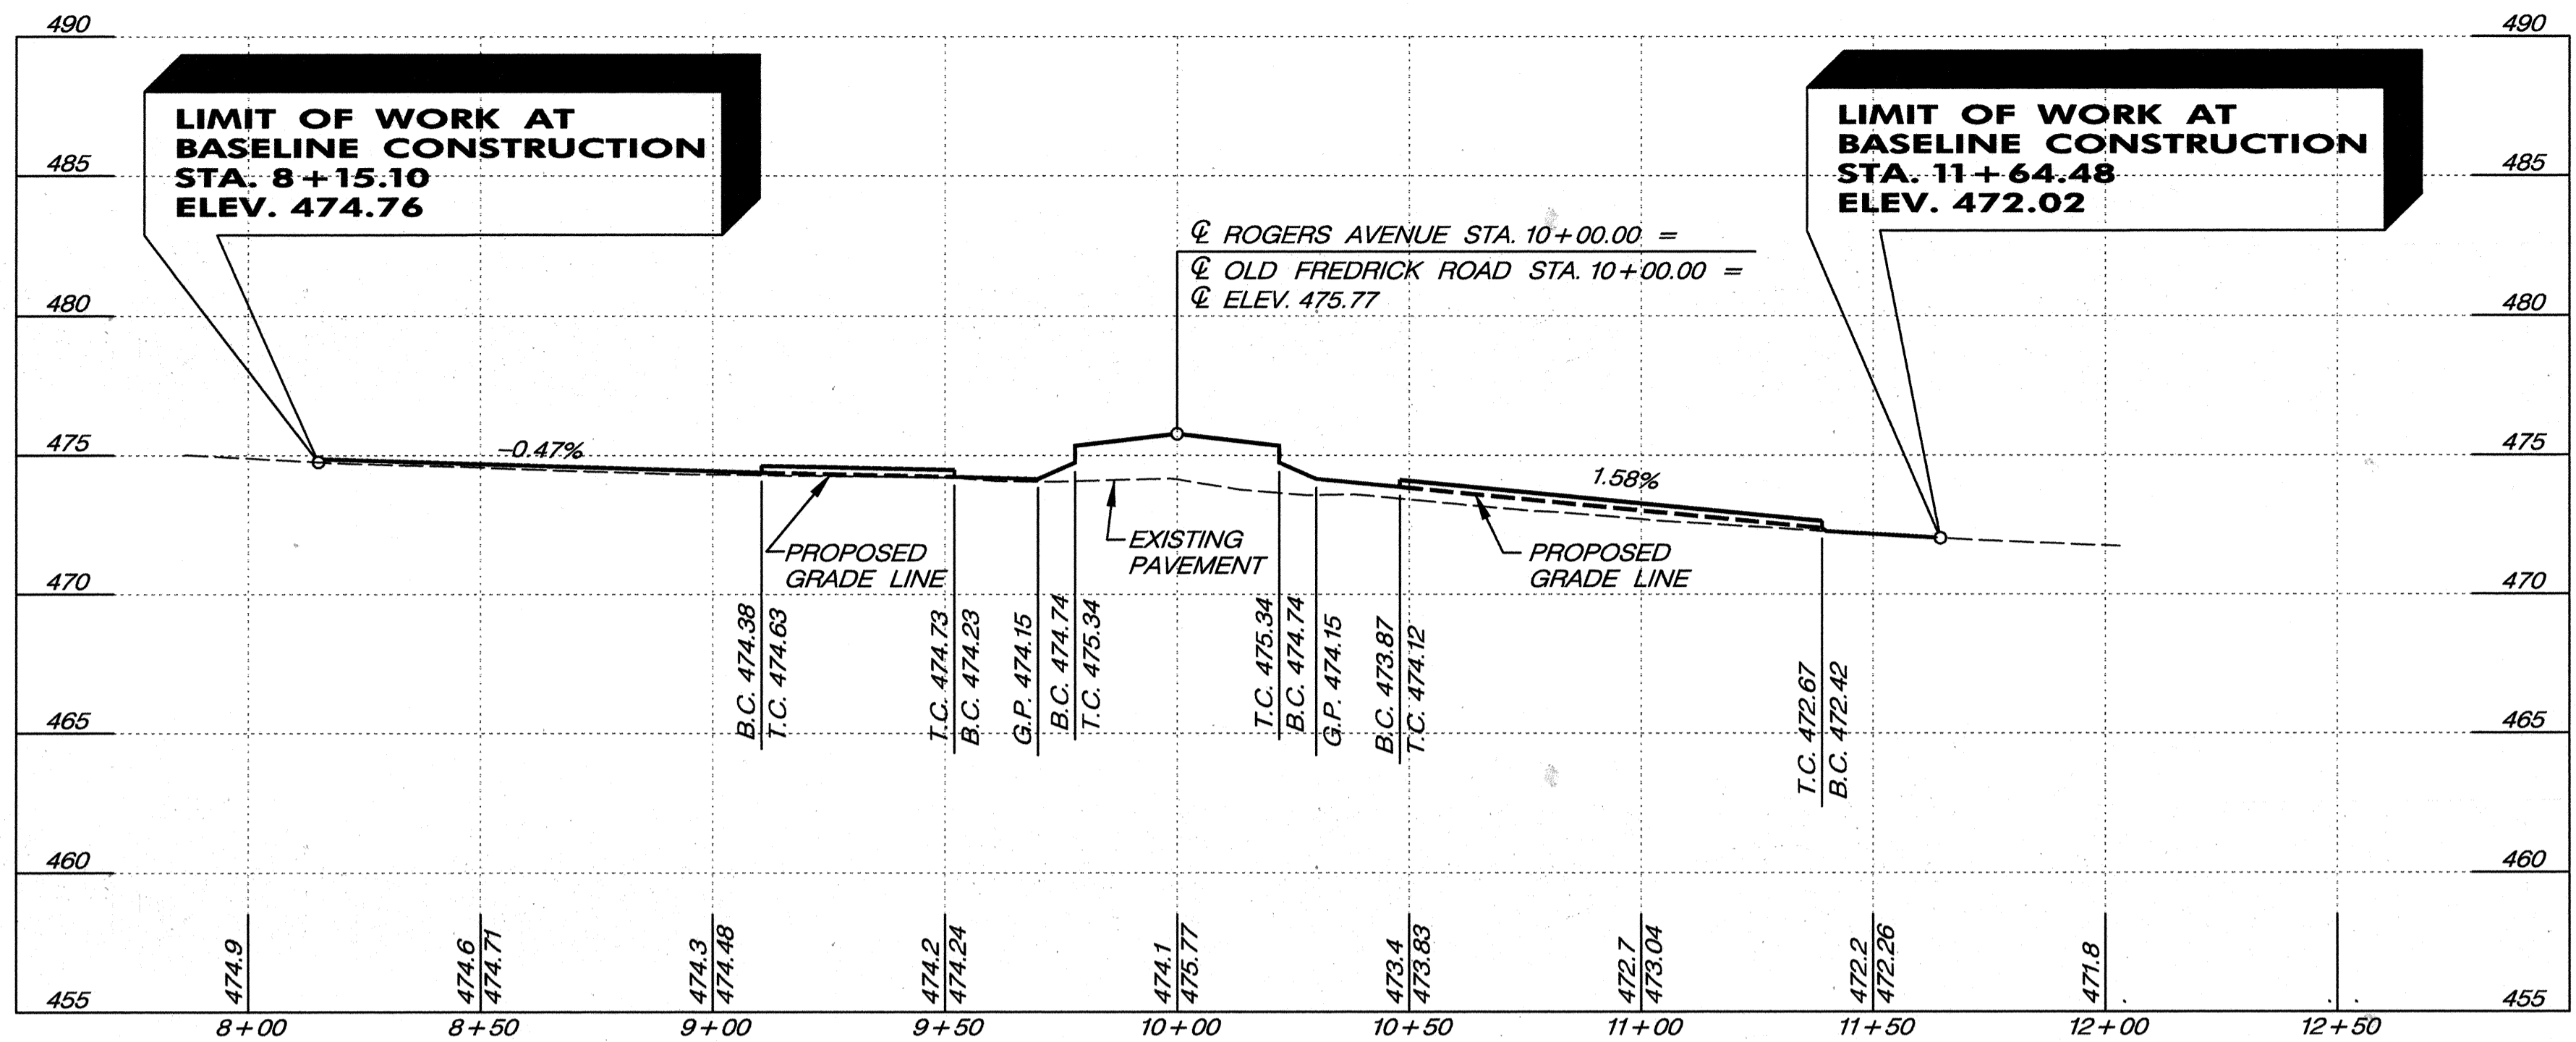 490
490
LIMIT OF WORK AT
BASELINE CONSTRUCTION
STA. 8+15.10
ELEV. 474.76
LIMIT OF WORK AT
BASELINE CONSTRUCTION
STA. 11+64.48
ELEV. 472.02
485
485
℄ ROGERS AVENUE STA. 10+00.00 =
℄ OLD FREDRICK ROAD STA. 10+00.00 =
℄ ELEV. 475.77
480
480
475
-0.47%
1.58%
475
PROPOSED
GRADE LINE
EXISTING
PAVEMENT
PROPOSED
GRADE LINE
470
470
B.C. 474.38
T.C. 474.63
T.C. 474.73
B.C. 474.23
G.P. 474.15
B.C. 474.74
T.C. 475.34
T.C. 475.34
B.C. 474.74
G.P. 474.15
B.C. 473.87
T.C. 474.12
T.C. 472.67
B.C. 472.42
465
465
460
460
474.9
474.6
474.71
474.3
474.48
474.2
474.24
474.1
475.77
473.4
473.83
472.7
473.04
472.2
472.26
471.8
455
455
8+00
8+50
9+00
9+50
10+00
10+50
11+00
11+50
12+00
12+50